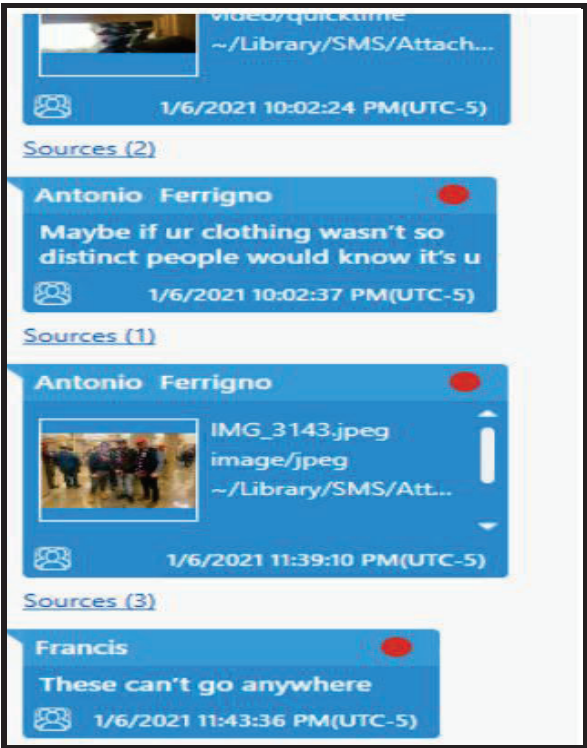 video/quicktime
~/Library/SMS/Attach...
1/6/2021 10:02:24 PM(UTC-5)
Sources (2)
Antonio Ferrigno
Maybe if ur clothing wasn't so
distinct people would know it's u
1/6/2021 10:02:37 PM(UTC-5)
Sources (1)
Antonio Ferrigno
IMG_3143.jpeg
image/jpeg
~/Library/SMS/Att...
1/6/2021 11:39:10 PM(UTC-5)
Sources (3)
Francis
These can't go anywhere
1/6/2021 11:43:36 PM(UTC-5)